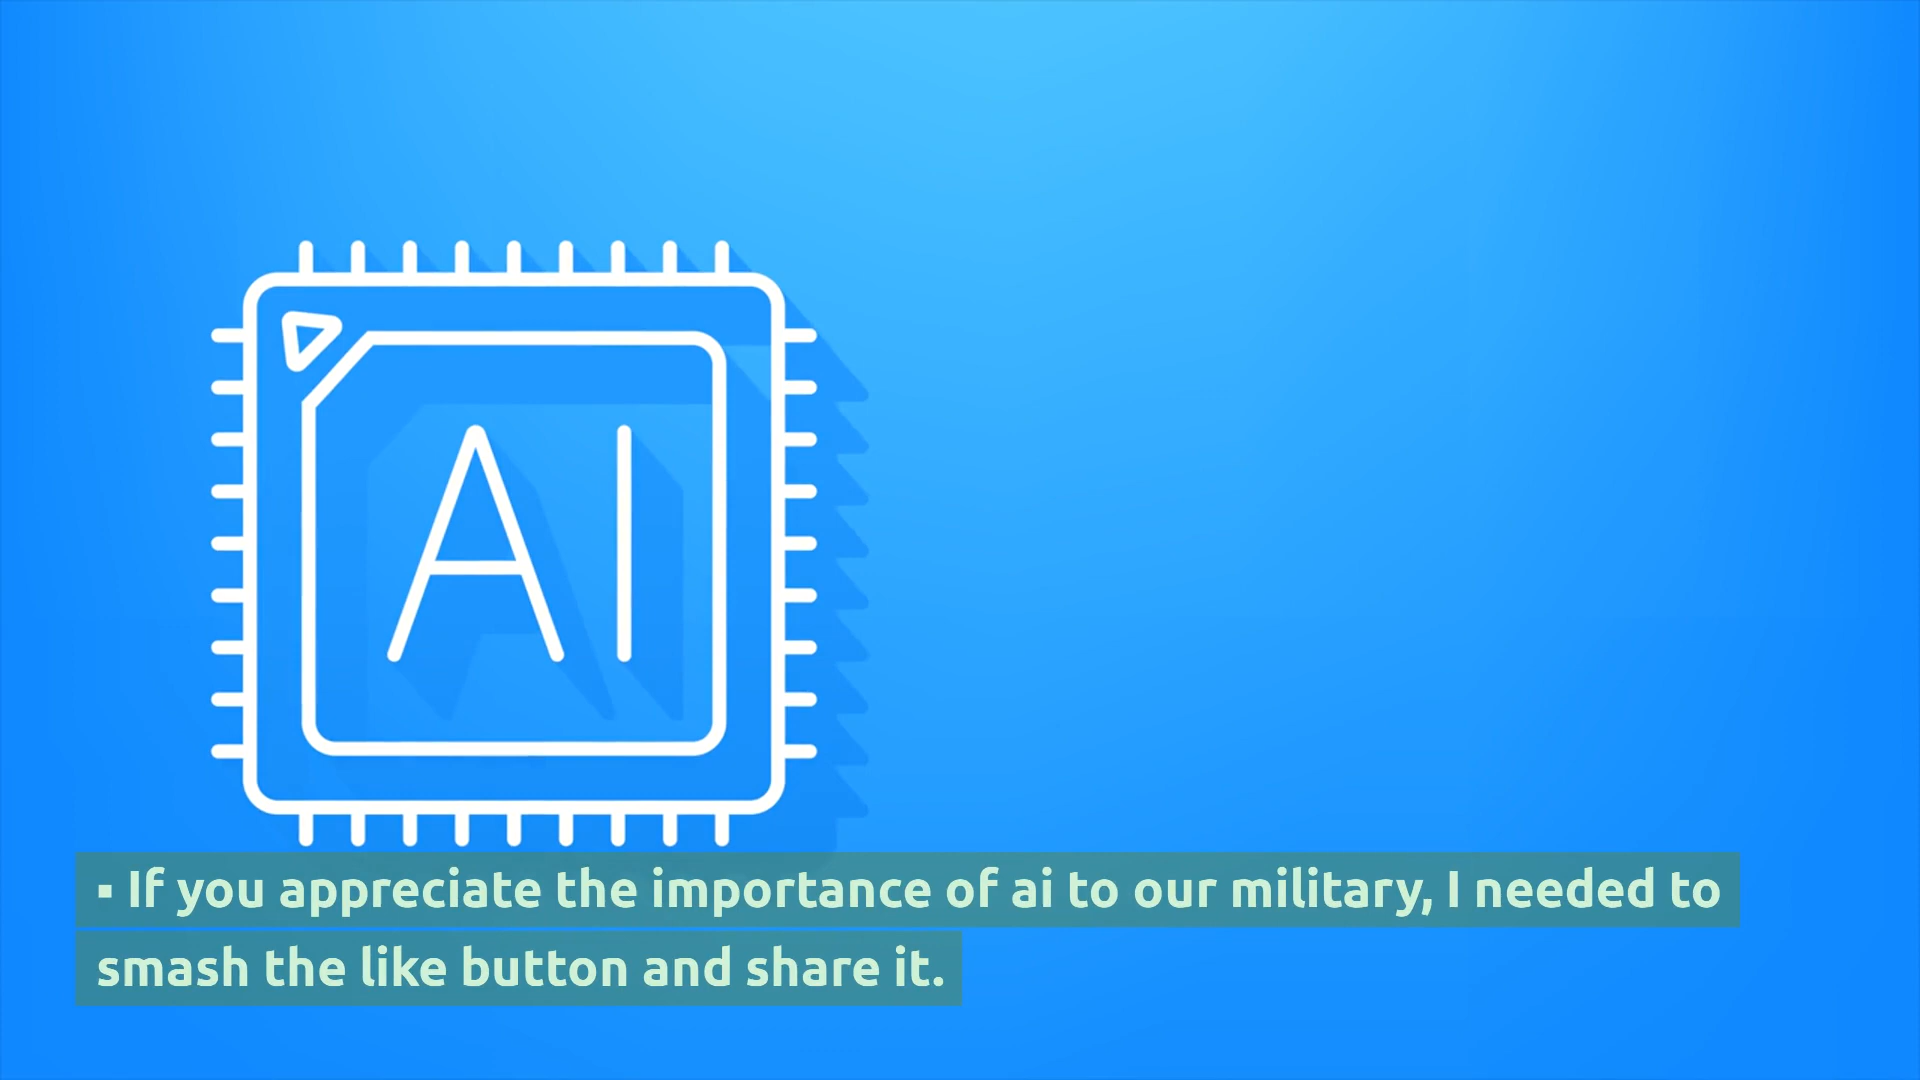 AI
▪ If you appreciate the importance of ai to our military, I needed to
smash the like button and share it.